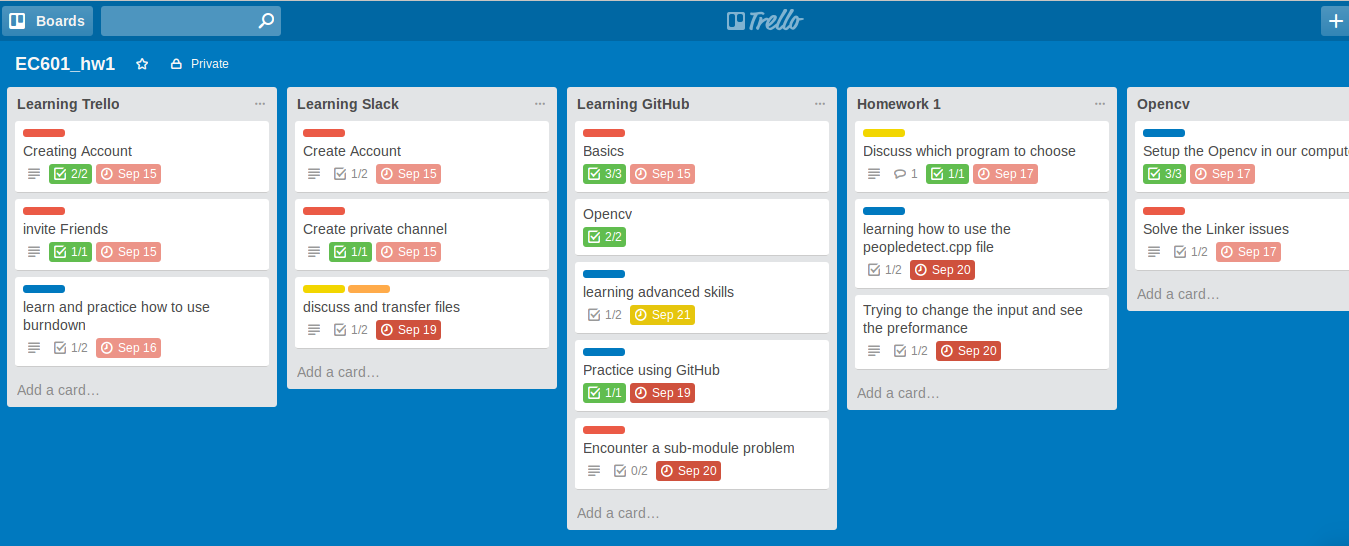 Boards
Trello
EC601_hw1
Private
Learning Trello
Creating Account
2/2
Sep 15
invite Friends
1/1
Sep 15
learn and practice how to use
burndown
1/2
Sep 16
Add a card…
Learning Slack
Create Account
1/2
Sep 15
Create private channel
1/1
Sep 15
discuss and transfer files
1/2
Sep 19
Add a card…
Learning GitHub
Basics
3/3
Sep 15
Opencv
2/2
learning advanced skills
1/2
Sep 21
Practice using GitHub
1/1
Sep 19
Encounter a sub-module problem
0/2
Sep 20
Add a card…
Homework 1
Discuss which program to choose
1
1/1
Sep 17
learning how to use the
peopledetect.cpp file
1/2
Sep 20
Trying to change the input and see
the preformance
1/2
Sep 20
Add a card…
Opencv
Setup the Opencv in our compute
3/3
Sep 17
Solve the Linker issues
1/2
Sep 17
Add a card…